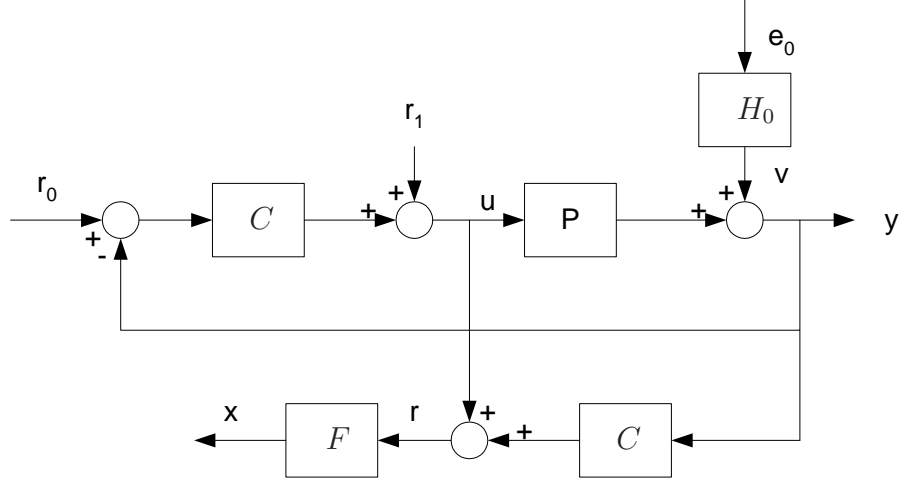 e₀
H₀
r₁
v
r₀
+
+
C
+
+
u
P
+
+
-
y
x
F
r
+
+
C